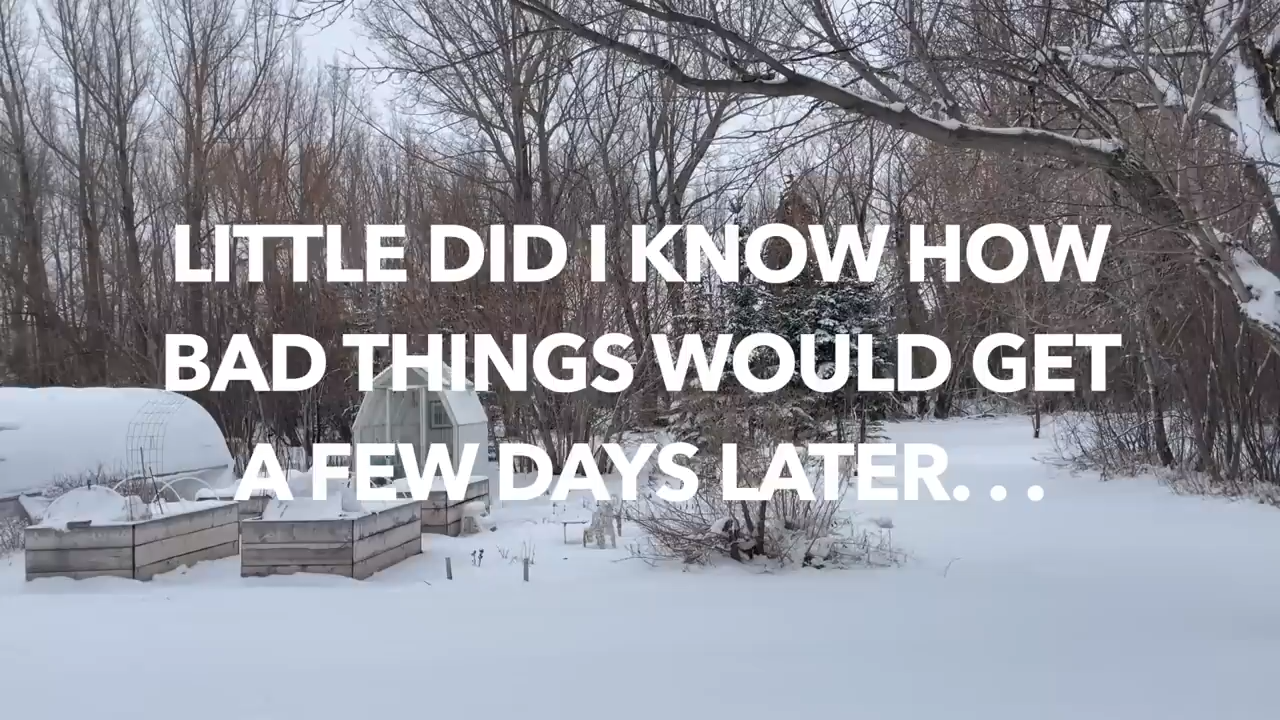 LITTLE DID I KNOW HOW
BAD THINGS WOULD GET
A FEW DAYS LATER. . .